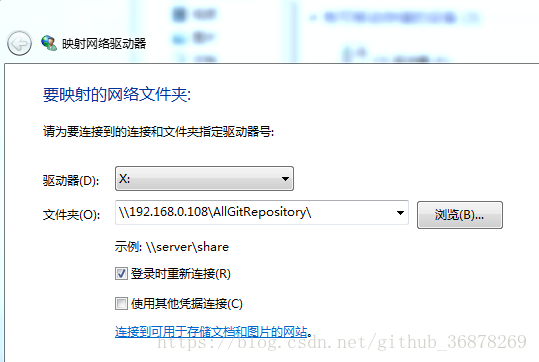 映射网络驱动器
要映射的网络文件夹:
请为要连接到的连接和文件夹指定驱动器号:
驱动器(D): X:
文件夹(O): \\192.168.0.108\AllGitRepository\ 浏览(B)...
示例: \\server\share
登录时重新连接(R)
使用其他凭据连接(C)
连接到可用于存储文档和图片的网站。
https://blog.csdn.net/github_36878269